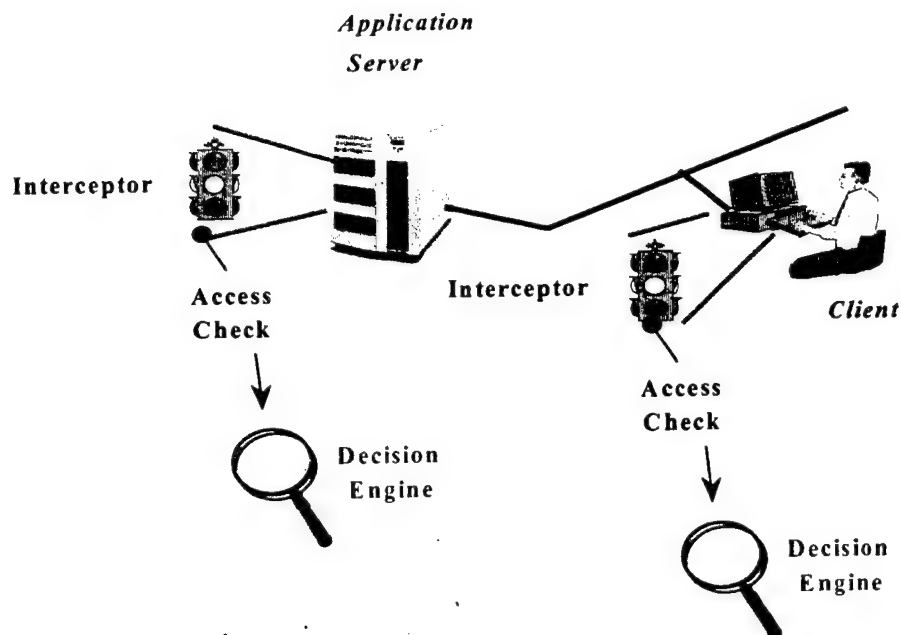 Application
Server
Interceptor
Access
Check
Decision
Engine
Interceptor
Client
Access
Check
Decision
Engine